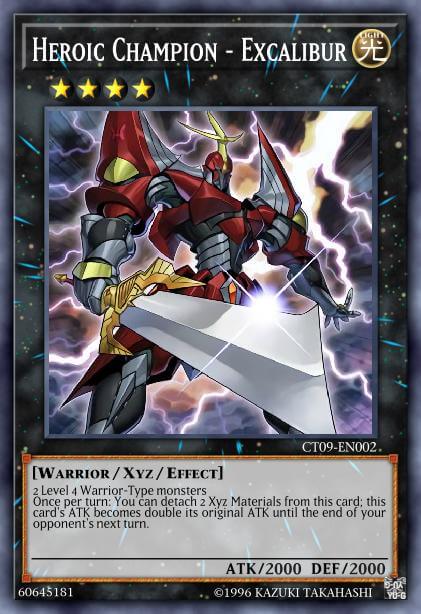 HEROIC CHAMPION - EXCALIBUR
LIGHT
光
CT09-EN002
[WARRIOR / XYZ / EFFECT]
2 Level 4 Warrior-Type monsters
Once per turn: You can detach 2 Xyz Materials from this card; this
card's ATK becomes double its original ATK until the end of your
opponent's next turn.
ATK/2000 DEF/2000
60645181
©1996 KAZUKI TAKAHASHI